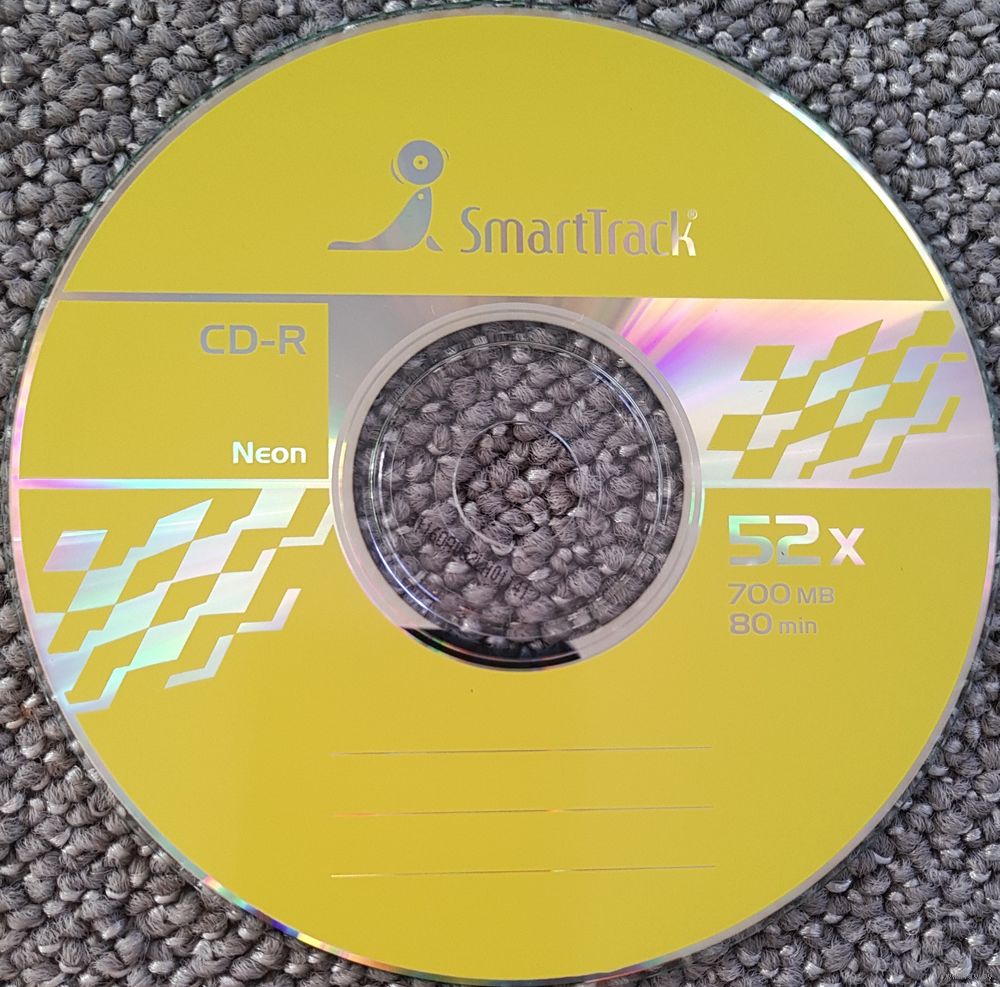 SmartTrack®
CD-R
Neon
52x
700 MB
80 min